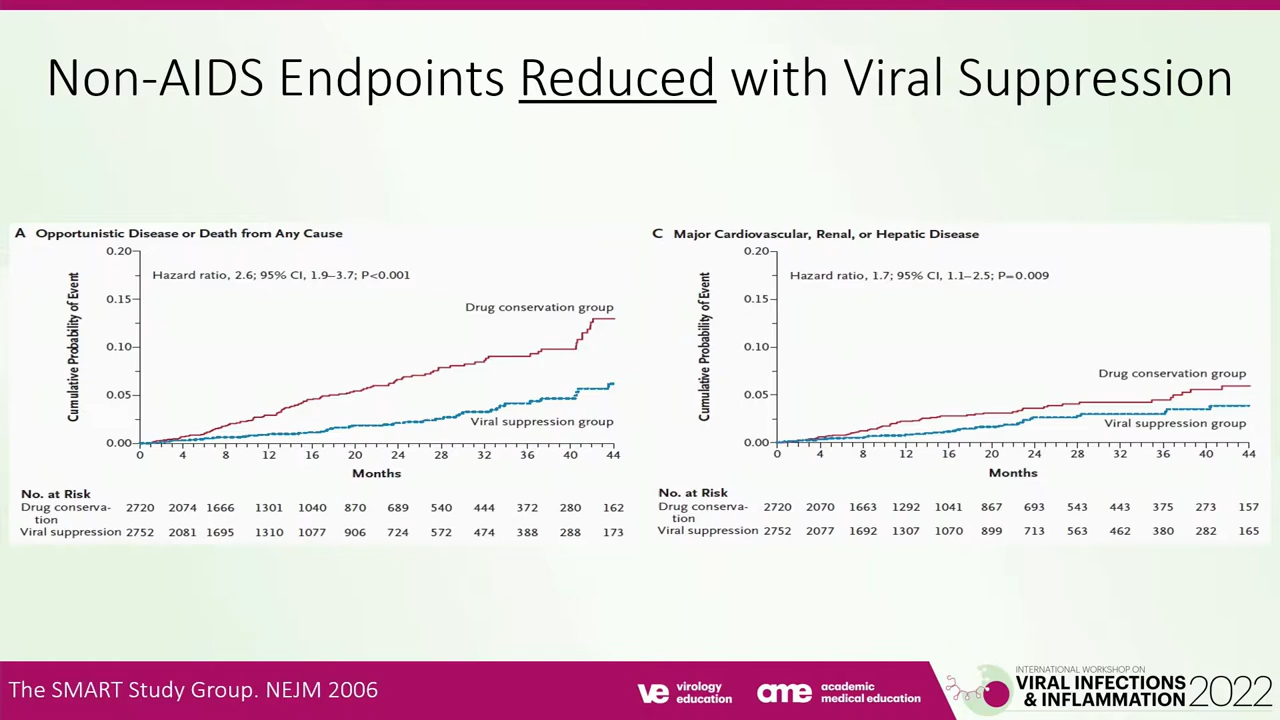 Non-AIDS Endpoints Reduced with Viral Suppression
A Opportunistic Disease or Death from Any Cause
Cumulative Probability of Event
0.20
0.15
0.10
0.05
0.00
Hazard ratio, 2.6; 95% CI, 1.9–3.7; P<0.001
Drug conservation group
Viral suppression group
0 4 8 12 16 20 24 28 32 36 40 44
Months
No. at Risk
Drug conserva- 2720 2074 1666 1301 1040 870 689 540 444 372 280 162
tion
Viral suppression 2752 2081 1695 1310 1077 906 724 572 474 388 288 173
C Major Cardiovascular, Renal, or Hepatic Disease
Cumulative Probability of Event
0.20
0.15
0.10
0.05
0.00
Hazard ratio, 1.7; 95% CI, 1.1–2.5; P=0.009
Drug conservation group
Viral suppression group
0 4 8 12 16 20 24 28 32 36 40 44
Months
No. at Risk
Drug conserva- 2720 2070 1663 1292 1041 867 693 543 443 375 273 157
tion
Viral suppression 2752 2077 1692 1307 1070 899 713 563 462 380 282 165
The SMART Study Group. NEJM 2006
ve virology
education
ame academic
medical education
INTERNATIONAL WORKSHOP ON
VIRAL INFECTIONS
& INFLAMMATION 2022